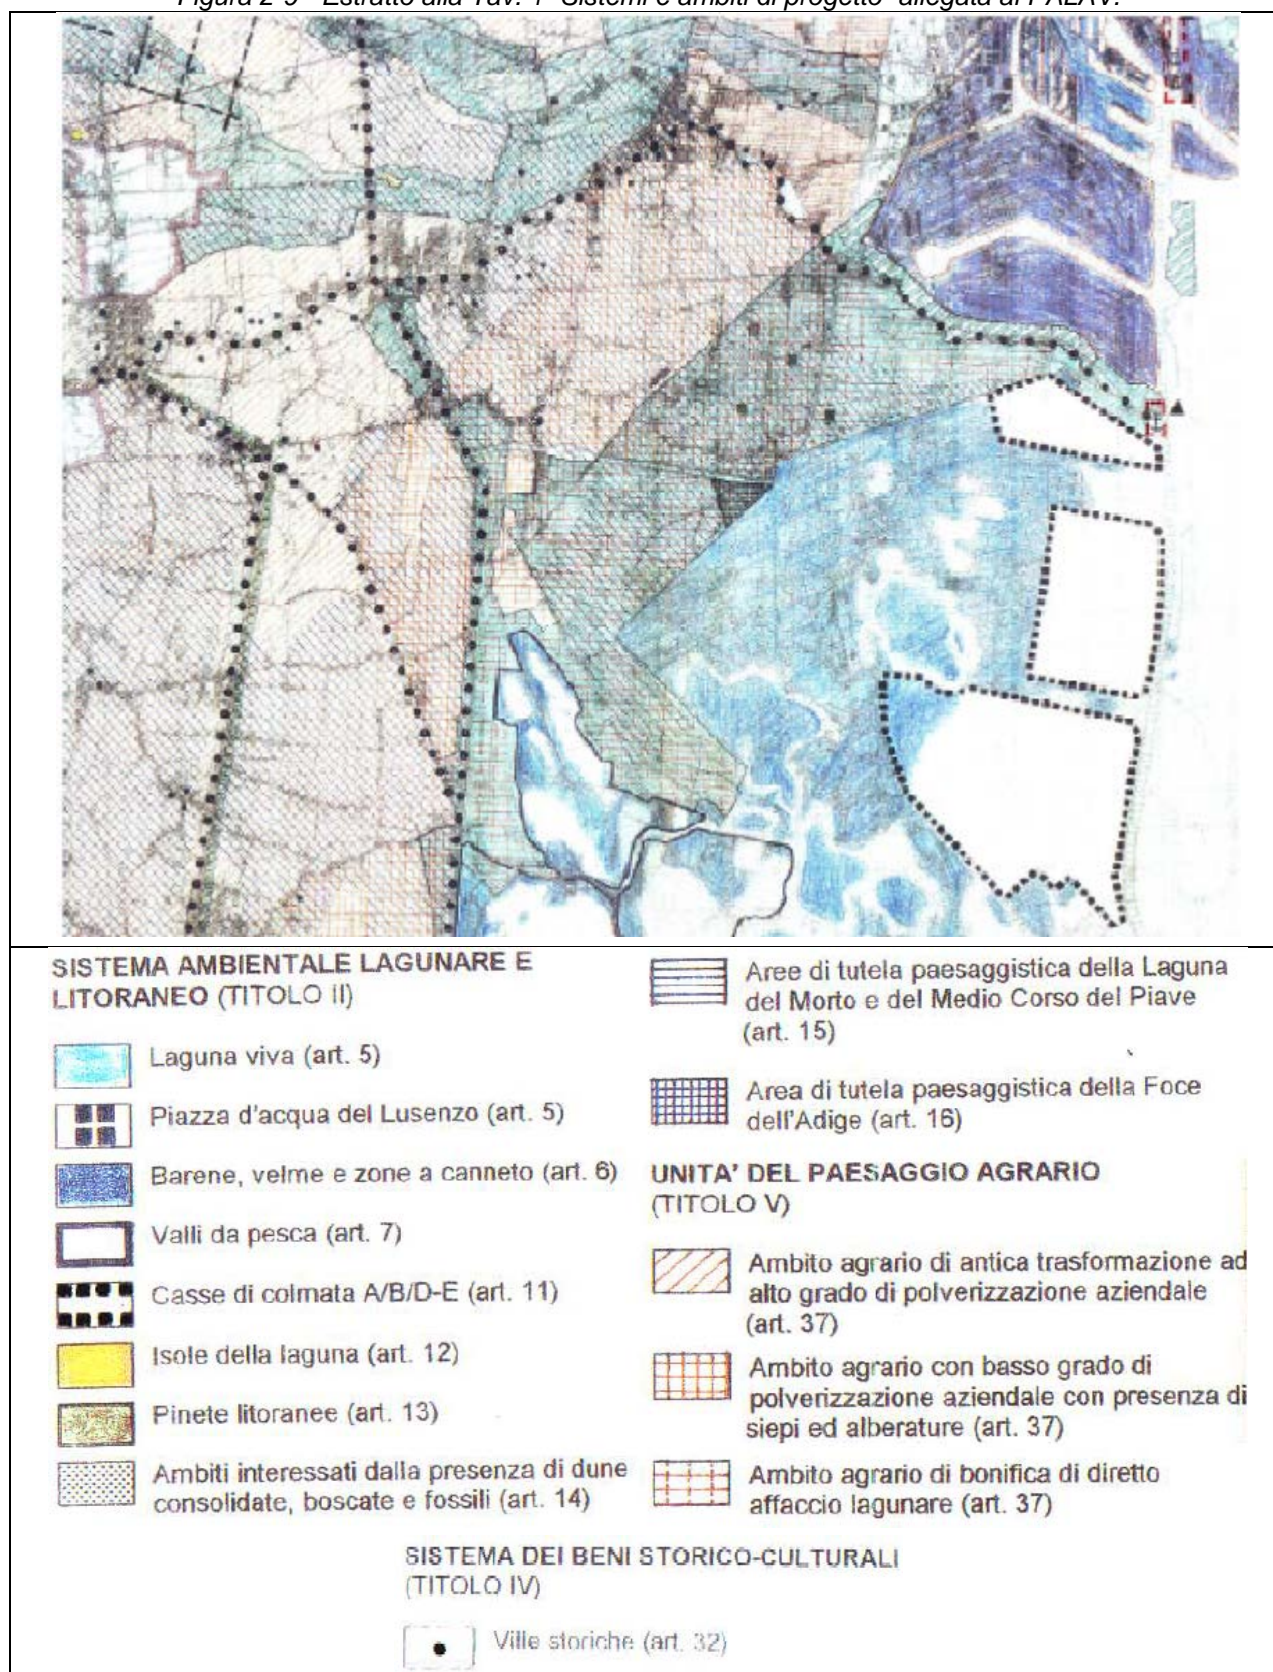 SISTEMA AMBIENTALE LAGUNARE E
LITORANEO (TITOLO II)
Laguna viva (art. 5)
Piazza d'acqua del Lusenzo (art. 5)
Barene, velme e zone a canneto (art. 6)
Valli da pesca (art. 7)
Casse di colmata A/B/D-E (art. 11)
Isole della laguna (art. 12)
Pinete litoranee (art. 13)
Ambiti interessati dalla presenza di dune
consolidate, boscate e fossili (art. 14)
Aree di tutela paesaggistica della Laguna
del Morto e del Medio Corso del Piave
(art. 15)
Area di tutela paesaggistica della Foce
dell'Adige (art. 16)
UNITA' DEL PAESAGGIO AGRARIO
(TITOLO V)
Ambito agrario di antica trasformazione ad
alto grado di polverizzazione aziendale
(art. 37)
Ambito agrario con basso grado di
polverizzazione aziendale con presenza di
siepi ed alberature (art. 37)
Ambito agrario di bonifica di diretto
affaccio lagunare (art. 37)
SISTEMA DEI BENI STORICO-CULTURALI
(TITOLO IV)
Ville storiche (art. 32)